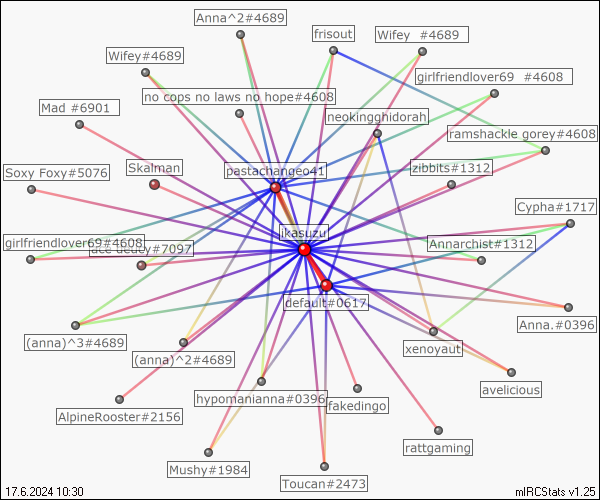 Anna^2#4689
frisout
Wifey #4689
Wifey#4689
girlfriendlover69 #4608
no cops no laws no hope#4608
Mad #6901
neokingghidorah
ramshackle gorey#4608
Skalman
pastachangeo41
zibbits#1312
Soxy Foxy#5076
Cypha#1717
ikasuzu
girlfriendlover69#4608
#7097
Annarchist#1312
default#0617
Anna.#0396
(anna)^3#4689
(anna)^2#4689
xenoyaut
avelicious
hypomanianna#0396
fakedingo
AlpineRooster#2156
rattgaming
Mushy#1984
Toucan#2473
17.6.2024 10:30
mIRCStats v1.25